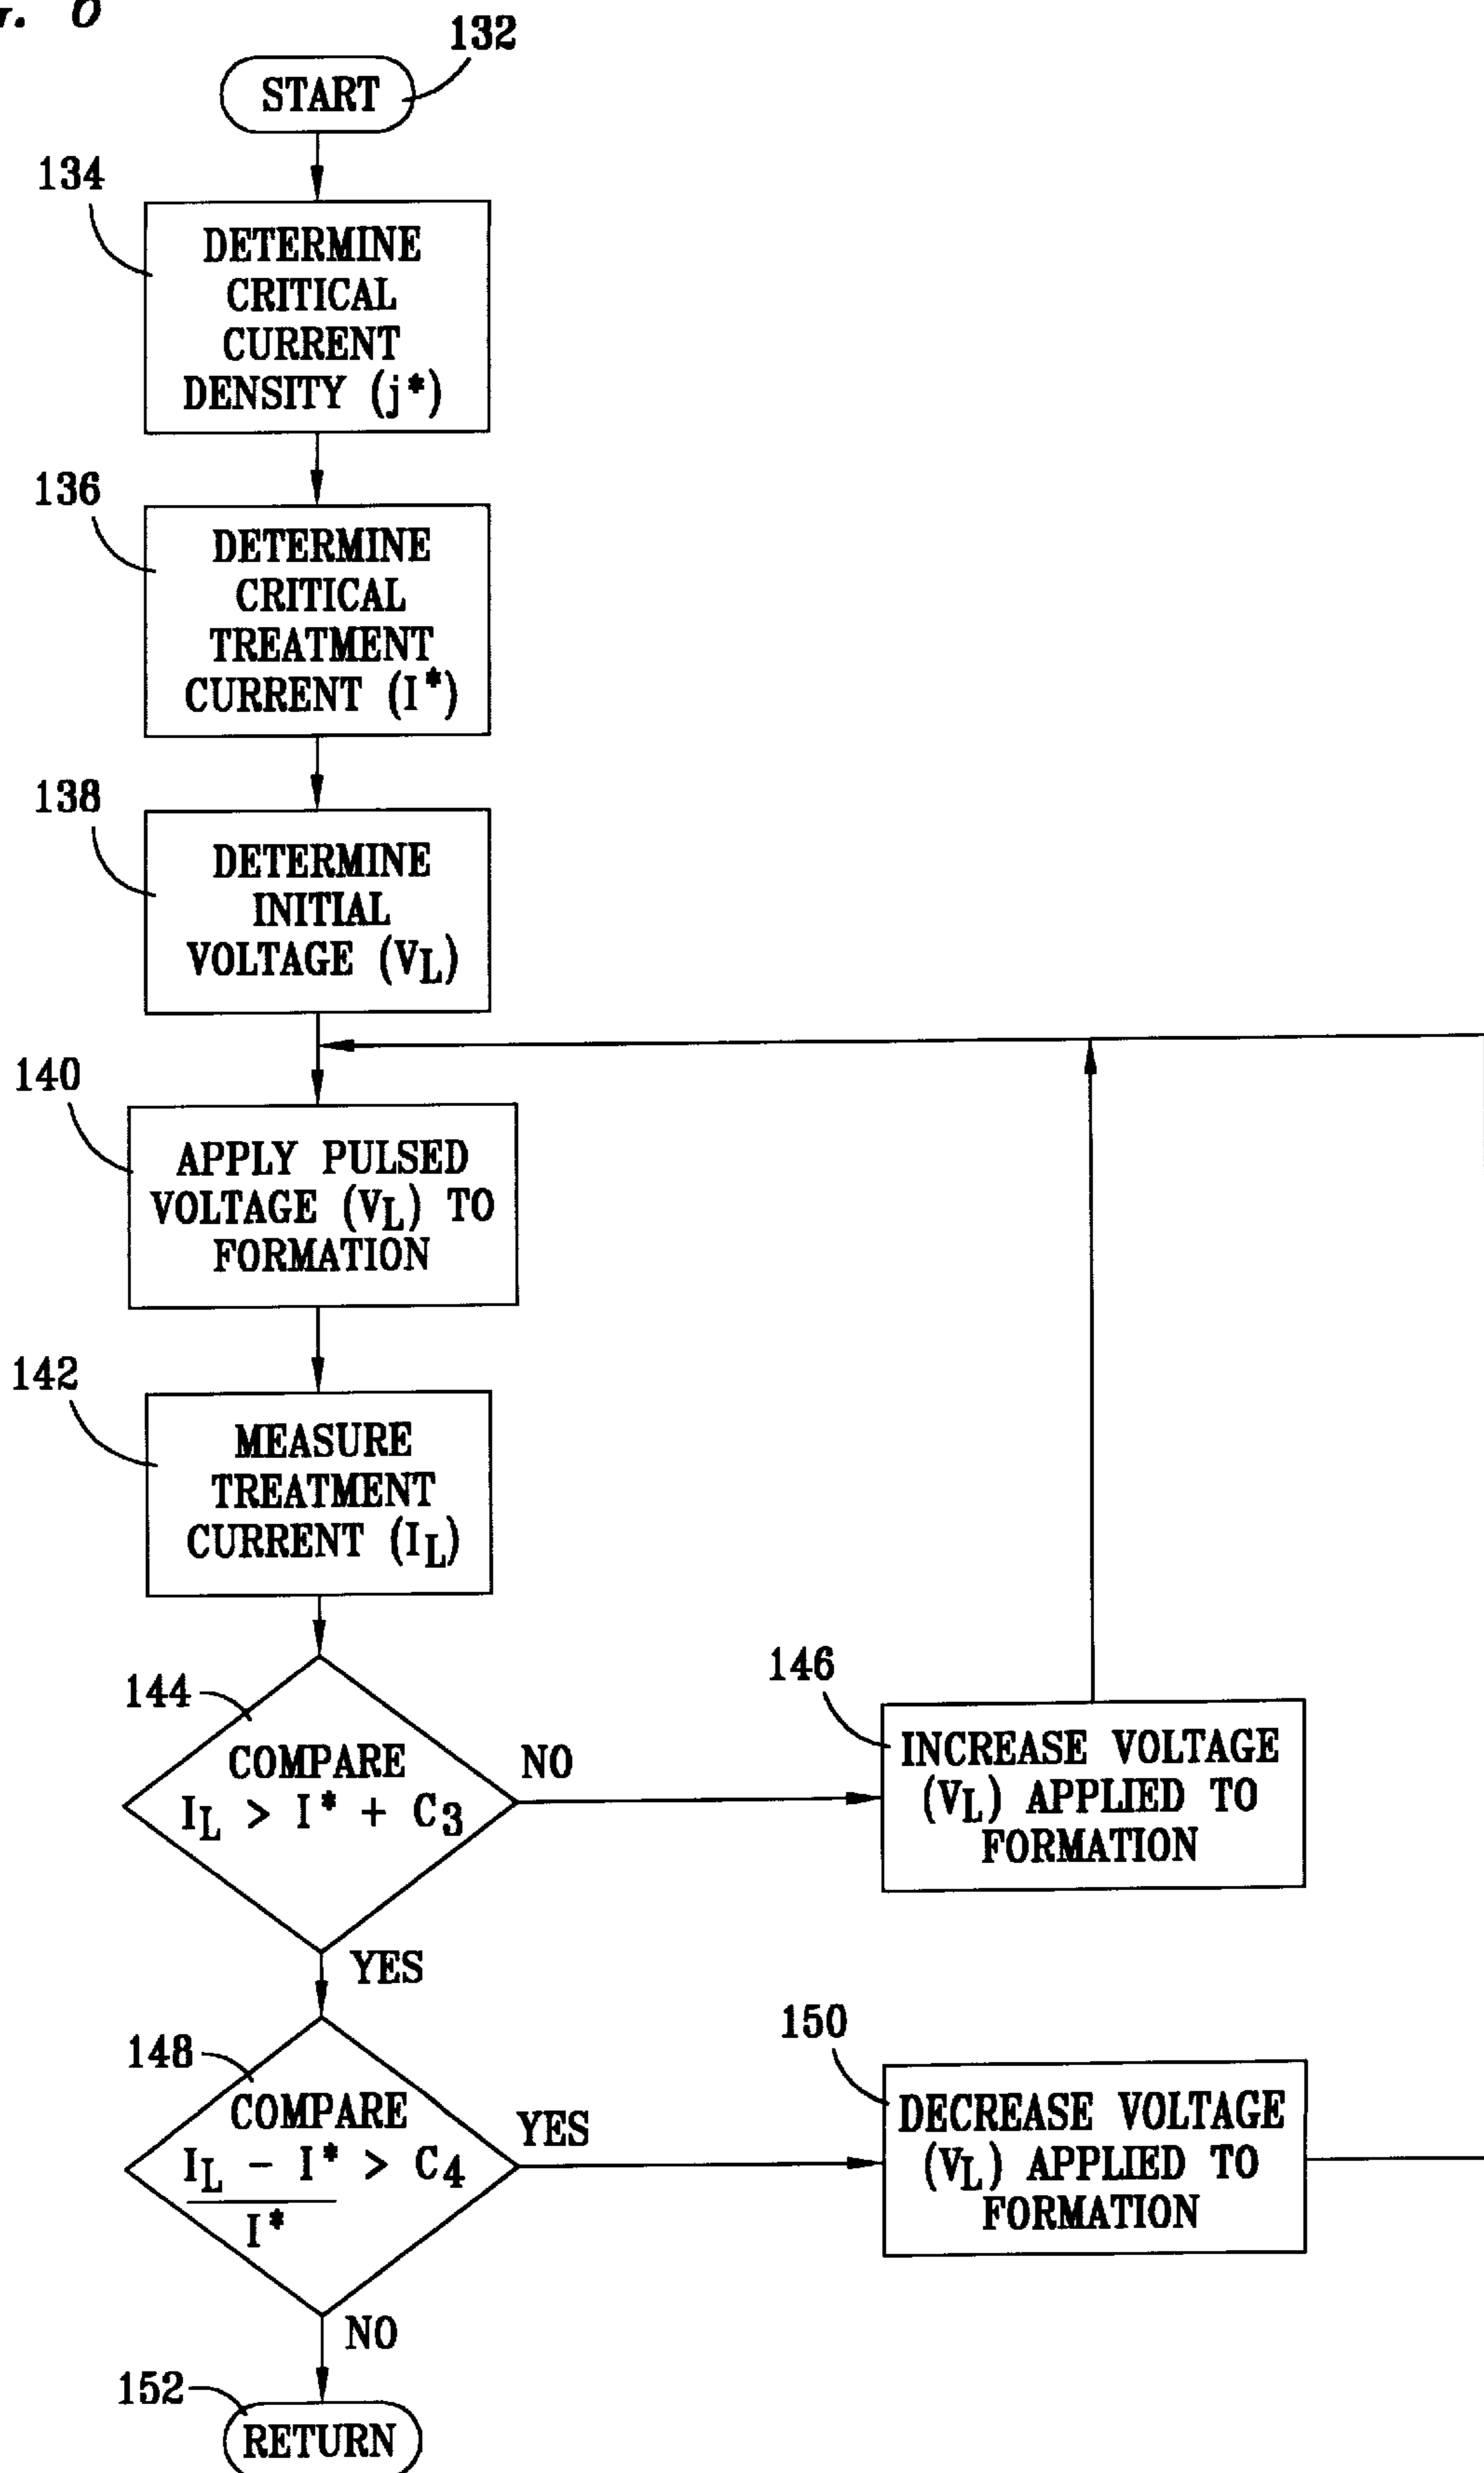 132
START
134
DETERMINE
CRITICAL
CURRENT
DENSITY (j*)
136
DETERMINE
CRITICAL
TREATMENT
CURRENT (I*)
138
DETERMINE
INITIAL
VOLTAGE (VL)
140
APPLY PULSED
VOLTAGE (VL) TO
FORMATION
142
MEASURE
TREATMENT
CURRENT (IL)
144
COMPARE
IL > I* + C3
NO
146
INCREASE VOLTAGE
(VL) APPLIED TO
FORMATION
YES
148
COMPARE
IL - I* > C4
I*
YES
150
DECREASE VOLTAGE
(VL) APPLIED TO
FORMATION
NO
152
RETURN